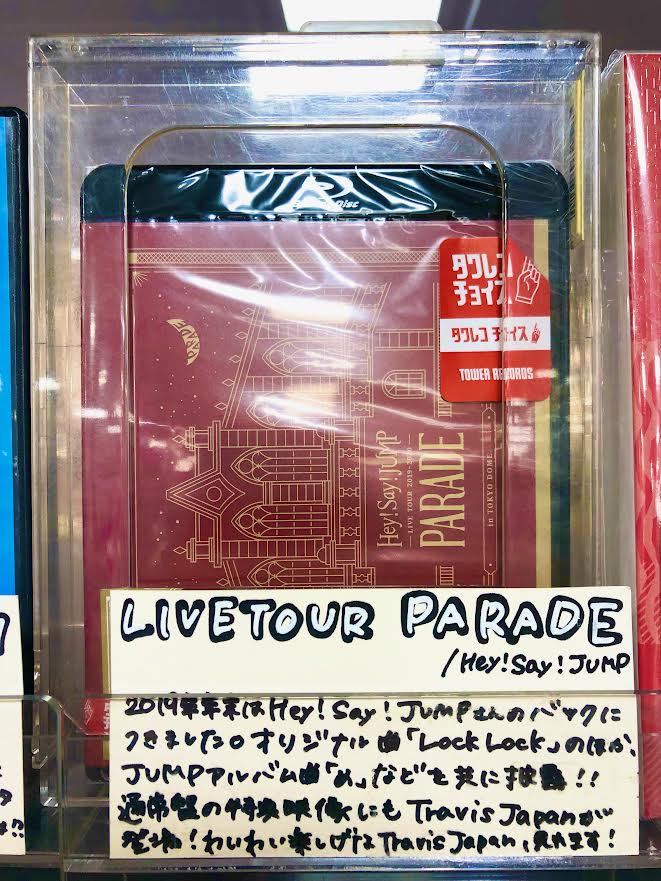 Disc
タワレコ
チョイス
タワレコ チョイス
TOWER RECORDS
PARADE
Hey! Say! JUMP
LIVE TOUR 2019-2020
PARADE
in TOKYO DOME
LIVE TOUR PARADE
/Hey! Say! JUMP
2019年年末はHey! Say! JUMPさんのバックに
つきました。オリジナル曲「Lock Lock」のほか、
JUMPアルバム曲「め」などを共に披露!!
通常盤の特典映像にもTravis Japanが
登場!わいわい楽しげなTravis Japan、見れます!